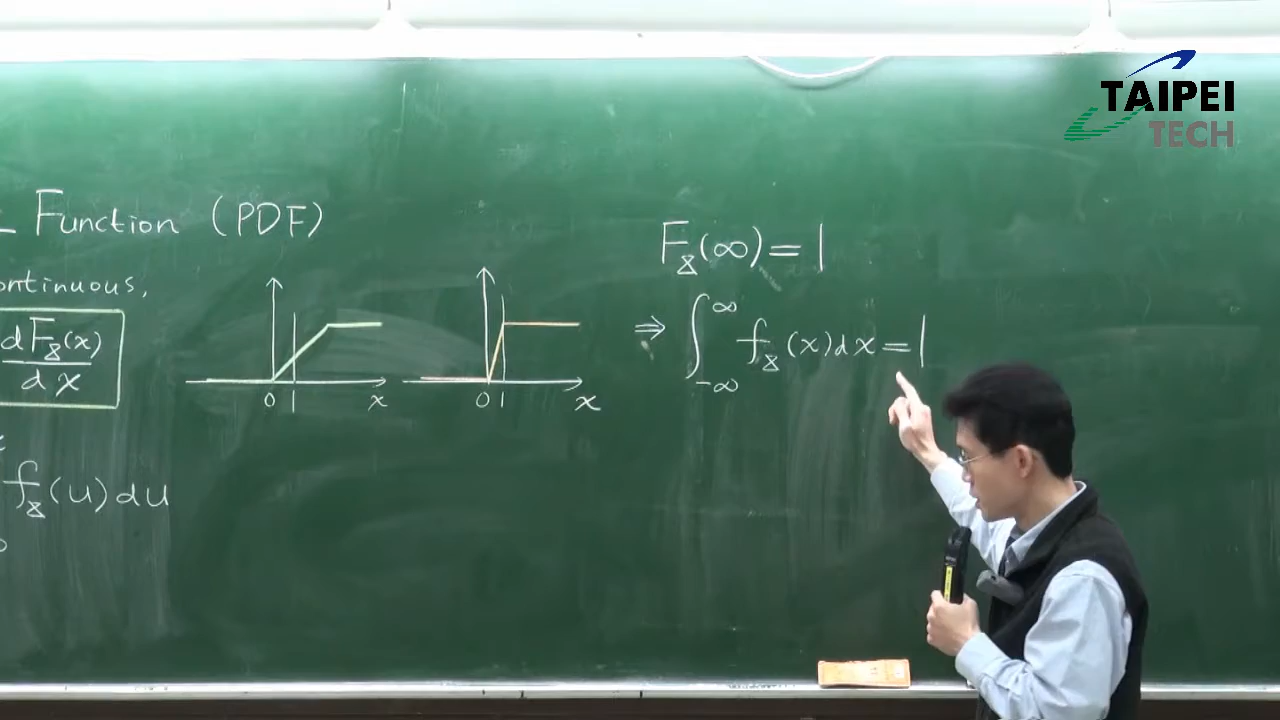 Function (PDF)
ontinuous,
dF_X(x)
dx
f_X(u)du
0 1 x
0 1 x
F_X(∞)=1
⇒ ∫_{-∞}^{∞} f_X(x)dx=1
TAIPEI
TECH